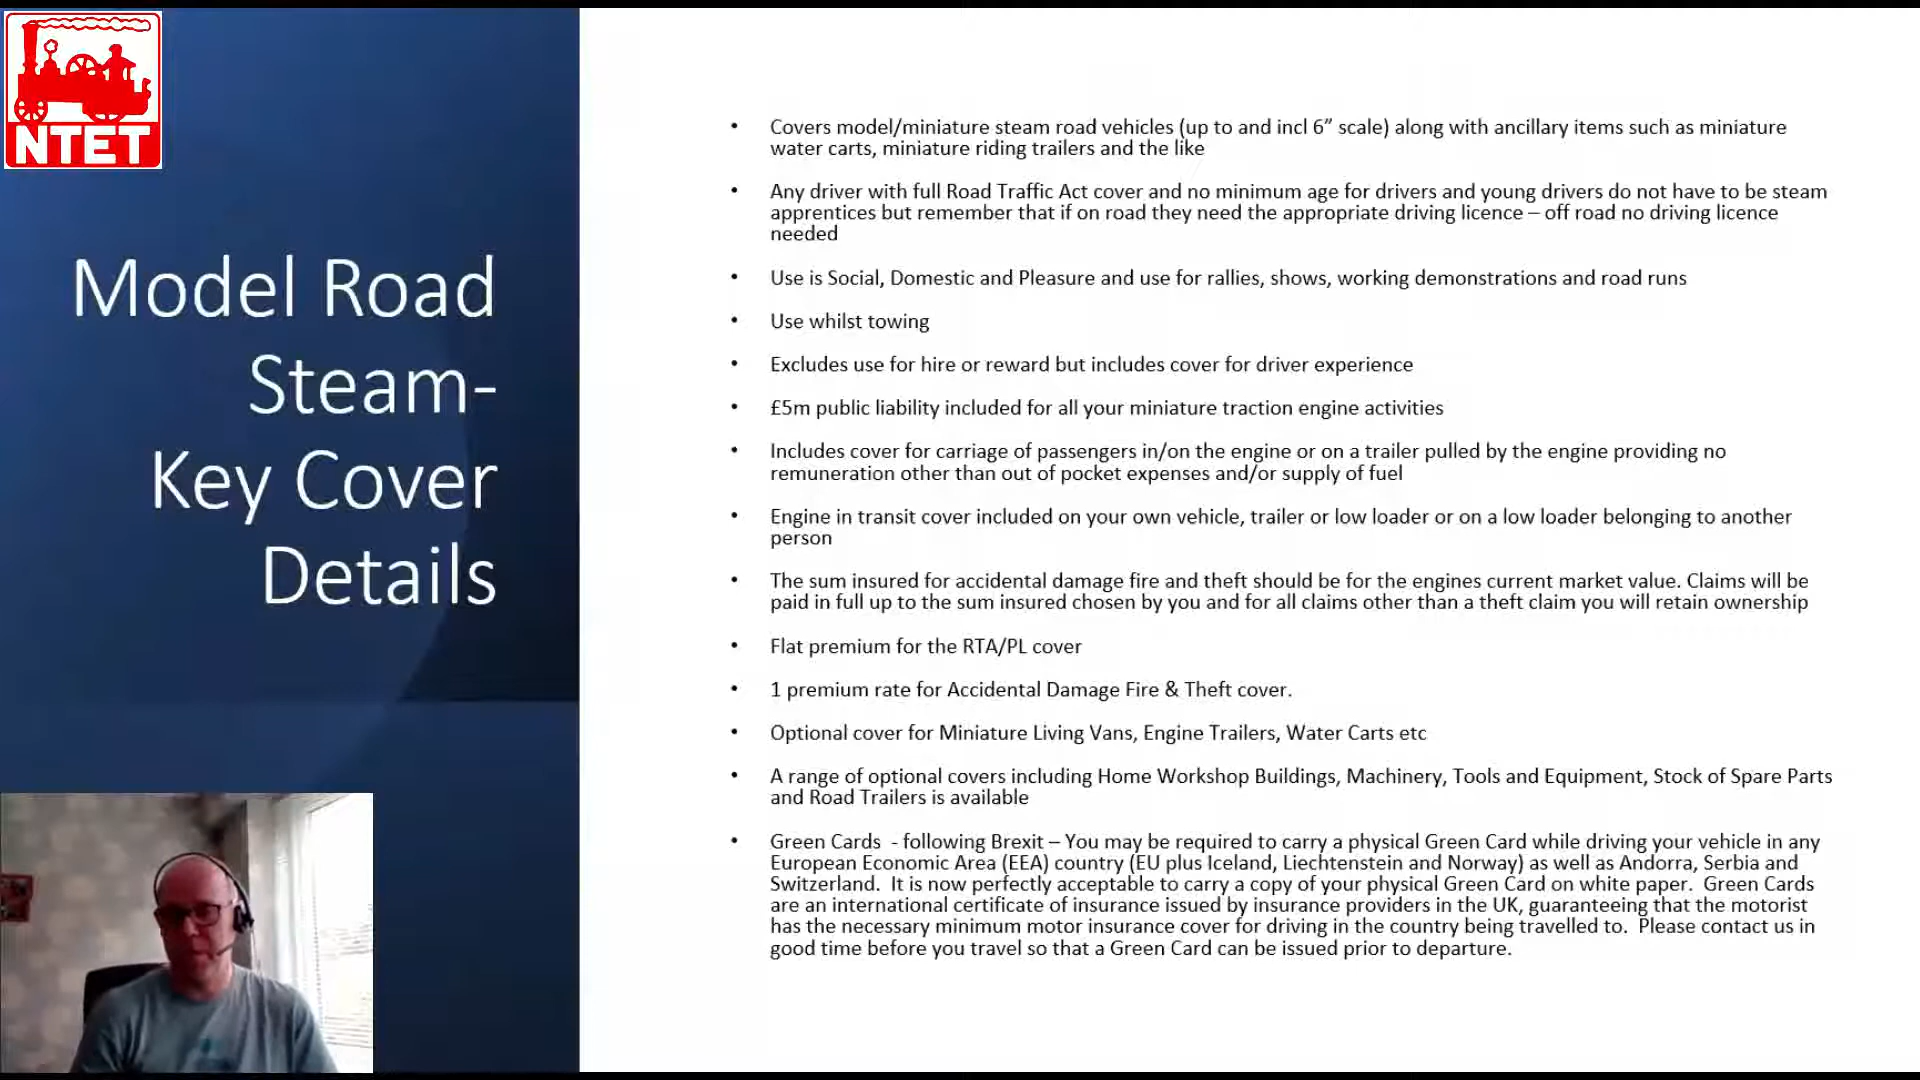 NTET
Model Road
Steam-
Key Cover
Details
• Covers model/miniature steam road vehicles (up to and incl 6” scale) along with ancillary items such as miniature
water carts, miniature riding trailers and the like
• Any driver with full Road Traffic Act cover and no minimum age for drivers and young drivers do not have to be steam
apprentices but remember that if on road they need the appropriate driving licence – off road no driving licence
needed
• Use is Social, Domestic and Pleasure and use for rallies, shows, working demonstrations and road runs
• Use whilst towing
• Excludes use for hire or reward but includes cover for driver experience
• £5m public liability included for all your miniature traction engine activities
• Includes cover for carriage of passengers in/on the engine or on a trailer pulled by the engine providing no
remuneration other than out of pocket expenses and/or supply of fuel
• Engine in transit cover included on your own vehicle, trailer or low loader or on a low loader belonging to another
person
• The sum insured for accidental damage fire and theft should be for the engines current market value. Claims will be
paid in full up to the sum insured chosen by you and for all claims other than a theft claim you will retain ownership
• Flat premium for the RTA/PL cover
• 1 premium rate for Accidental Damage Fire & Theft cover.
• Optional cover for Miniature Living Vans, Engine Trailers, Water Carts etc
• A range of optional covers including Home Workshop Buildings, Machinery, Tools and Equipment, Stock of Spare Parts
and Road Trailers is available
• Green Cards - following Brexit – You may be required to carry a physical Green Card while driving your vehicle in any
European Economic Area (EEA) country (EU plus Iceland, Liechtenstein and Norway) as well as Andorra, Serbia and
Switzerland. It is now perfectly acceptable to carry a copy of your physical Green Card on white paper. Green Cards
are an international certificate of insurance issued by insurance providers in the UK, guaranteeing that the motorist
has the necessary minimum motor insurance cover for driving in the country being travelled to. Please contact us in
good time before you travel so that a Green Card can be issued prior to departure.